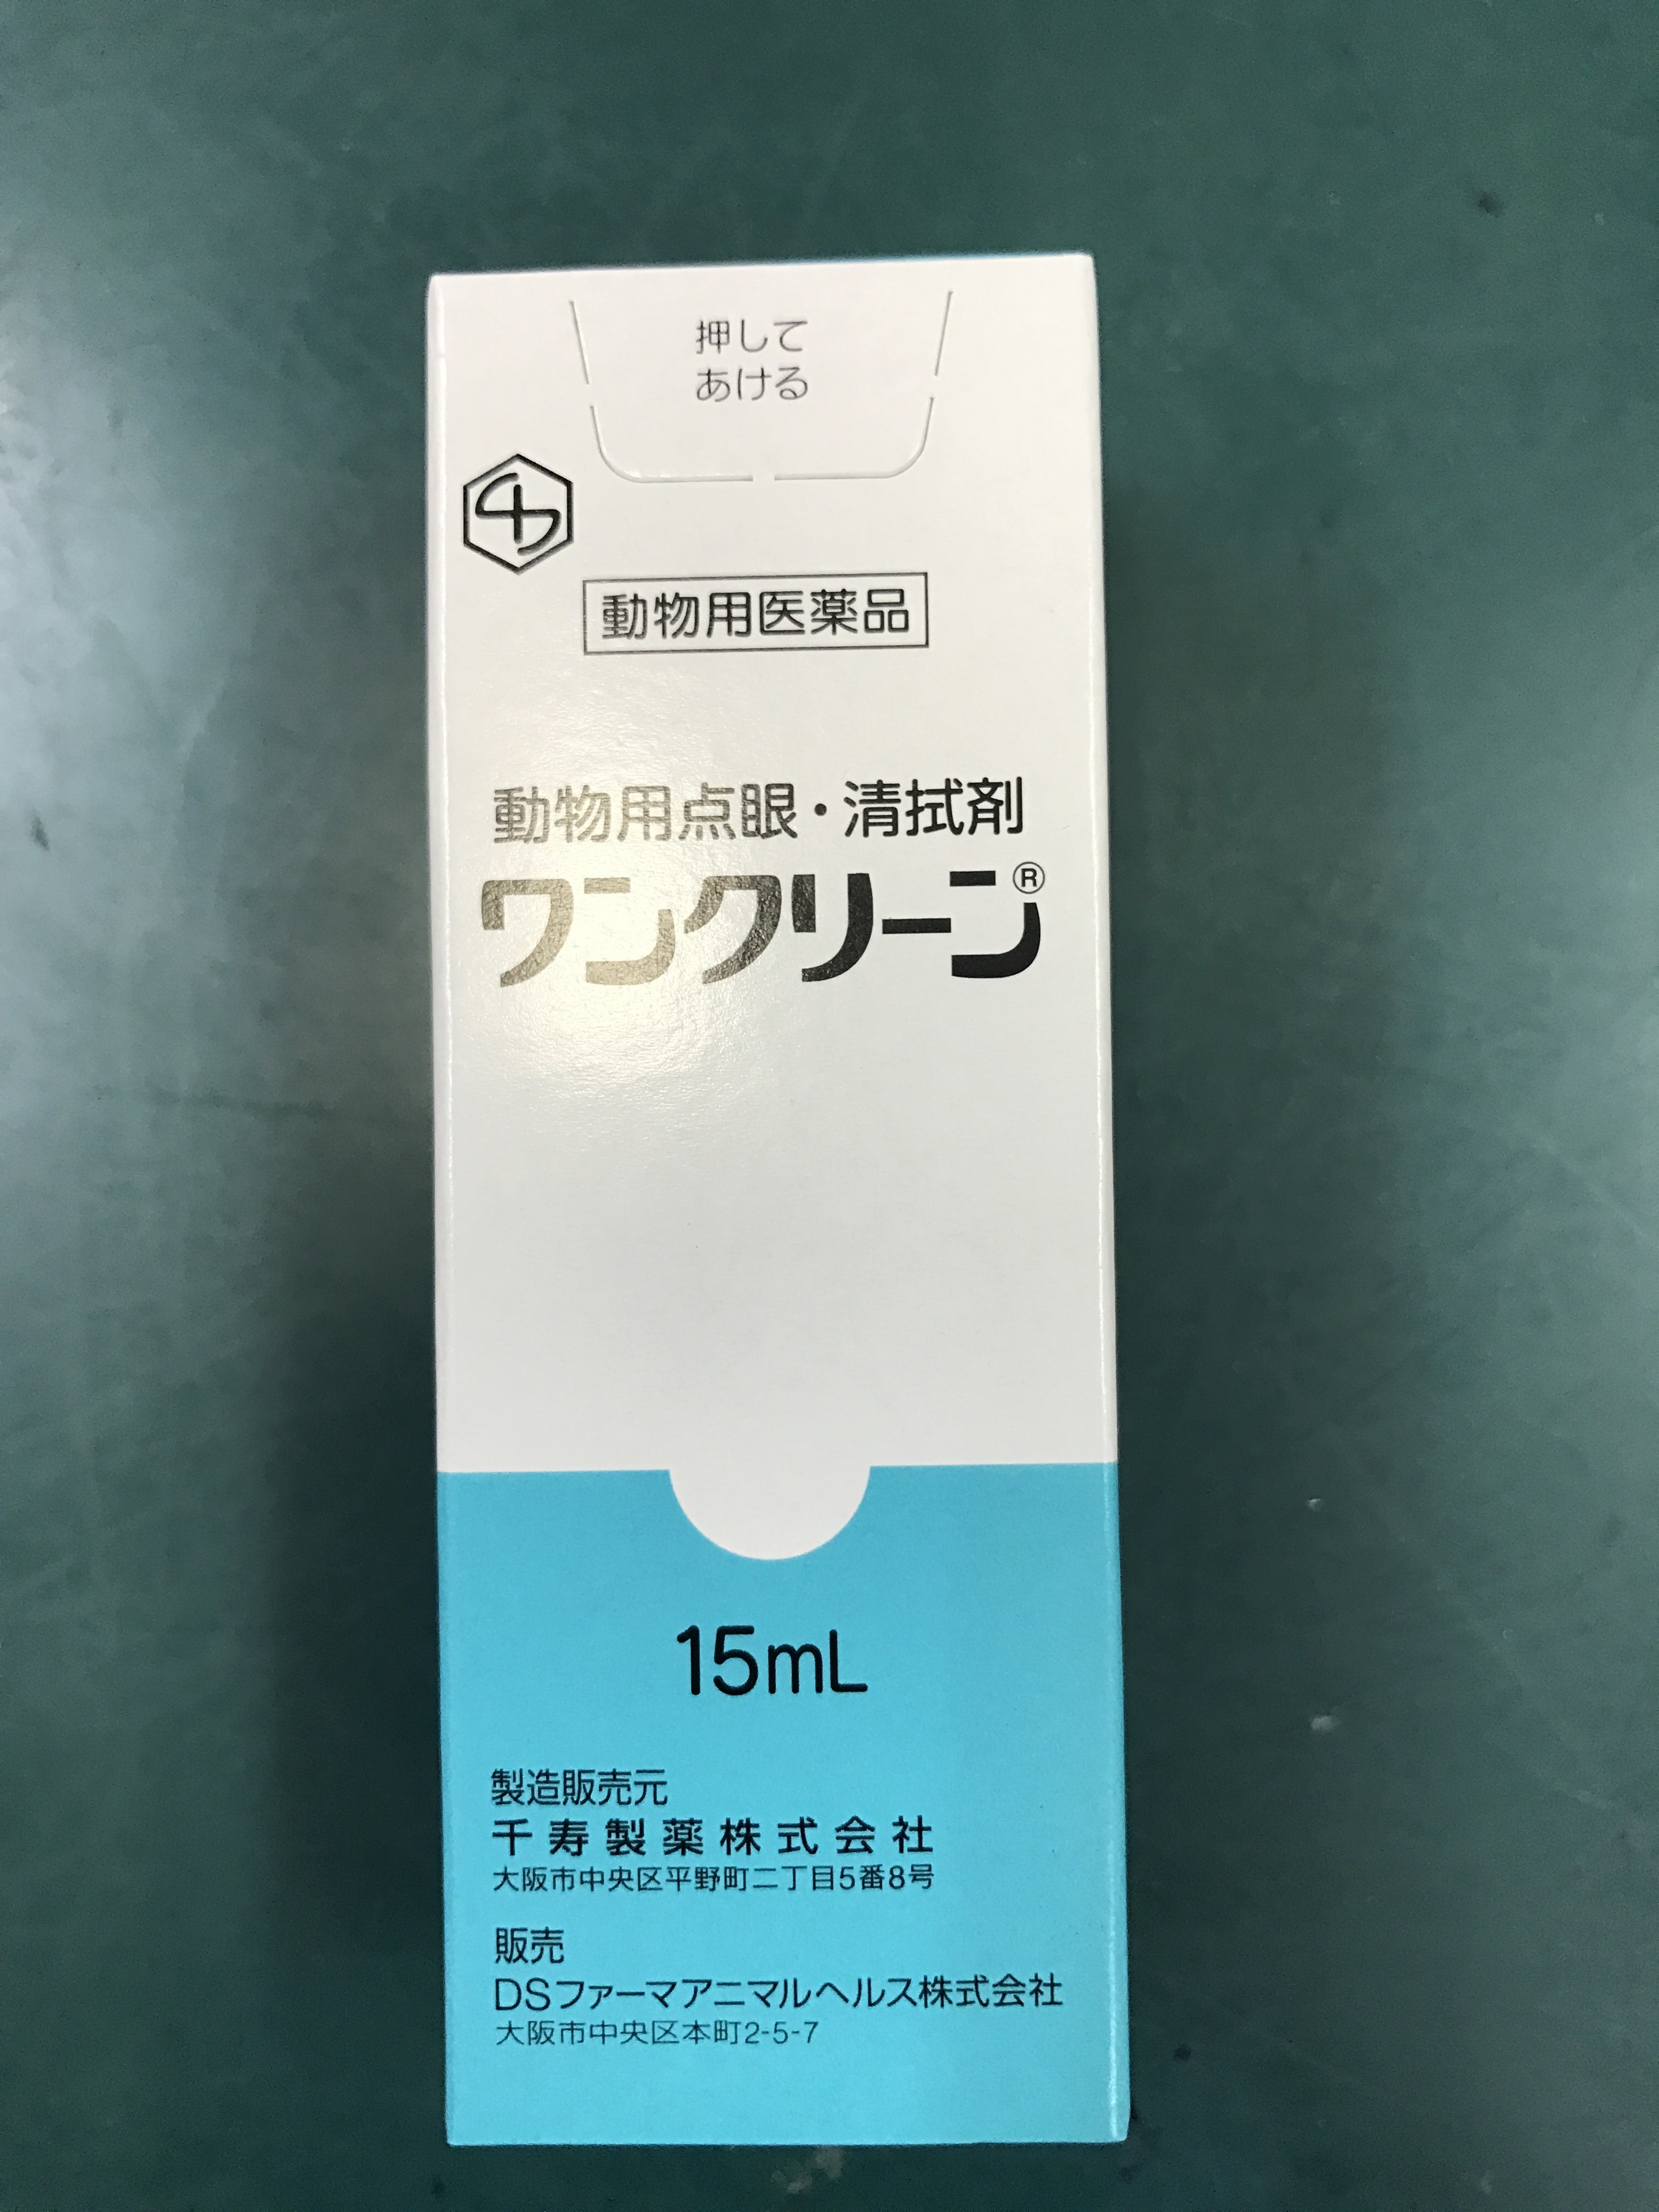 押して
あける
動物用医薬品
動物用点眼・清拭剤
ワンクリーン®
15mL
製造販売元
千寿製薬株式会社
大阪市中央区平野町二丁目5番8号
販売
DSファーマアニマルヘルス株式会社
大阪市中央区本町2-5-7